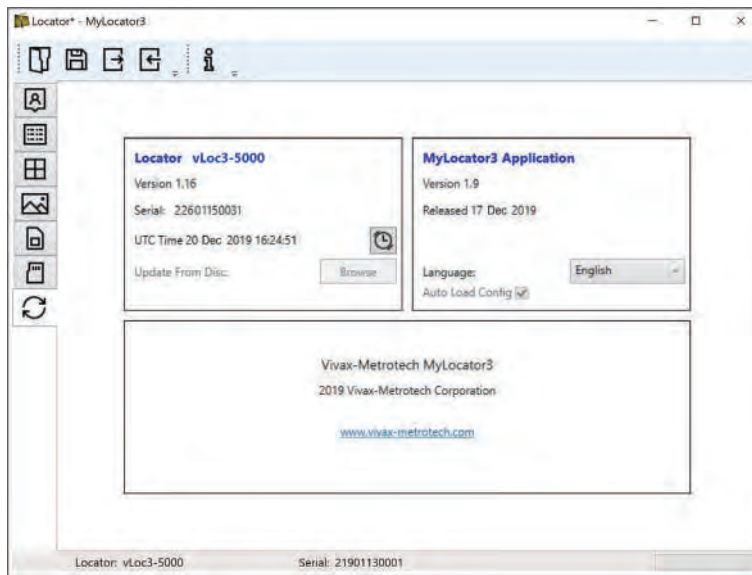 Locator* - MyLocator3
Locator vLoc3-5000
Version 1.16
Serial: 22601150031
UTC Time 20 Dec 2019 16:24:51
Update From Disc:
Browse
MyLocator3 Application
Version 1.9
Released 17 Dec 2019
Language:
English
Auto Load Config
Vivax-Metrotech MyLocator3
2019 Vivax-Metrotech Corporation
www.vivax-metrotech.com
Locator: vLoc3-5000
Serial: 21901130001